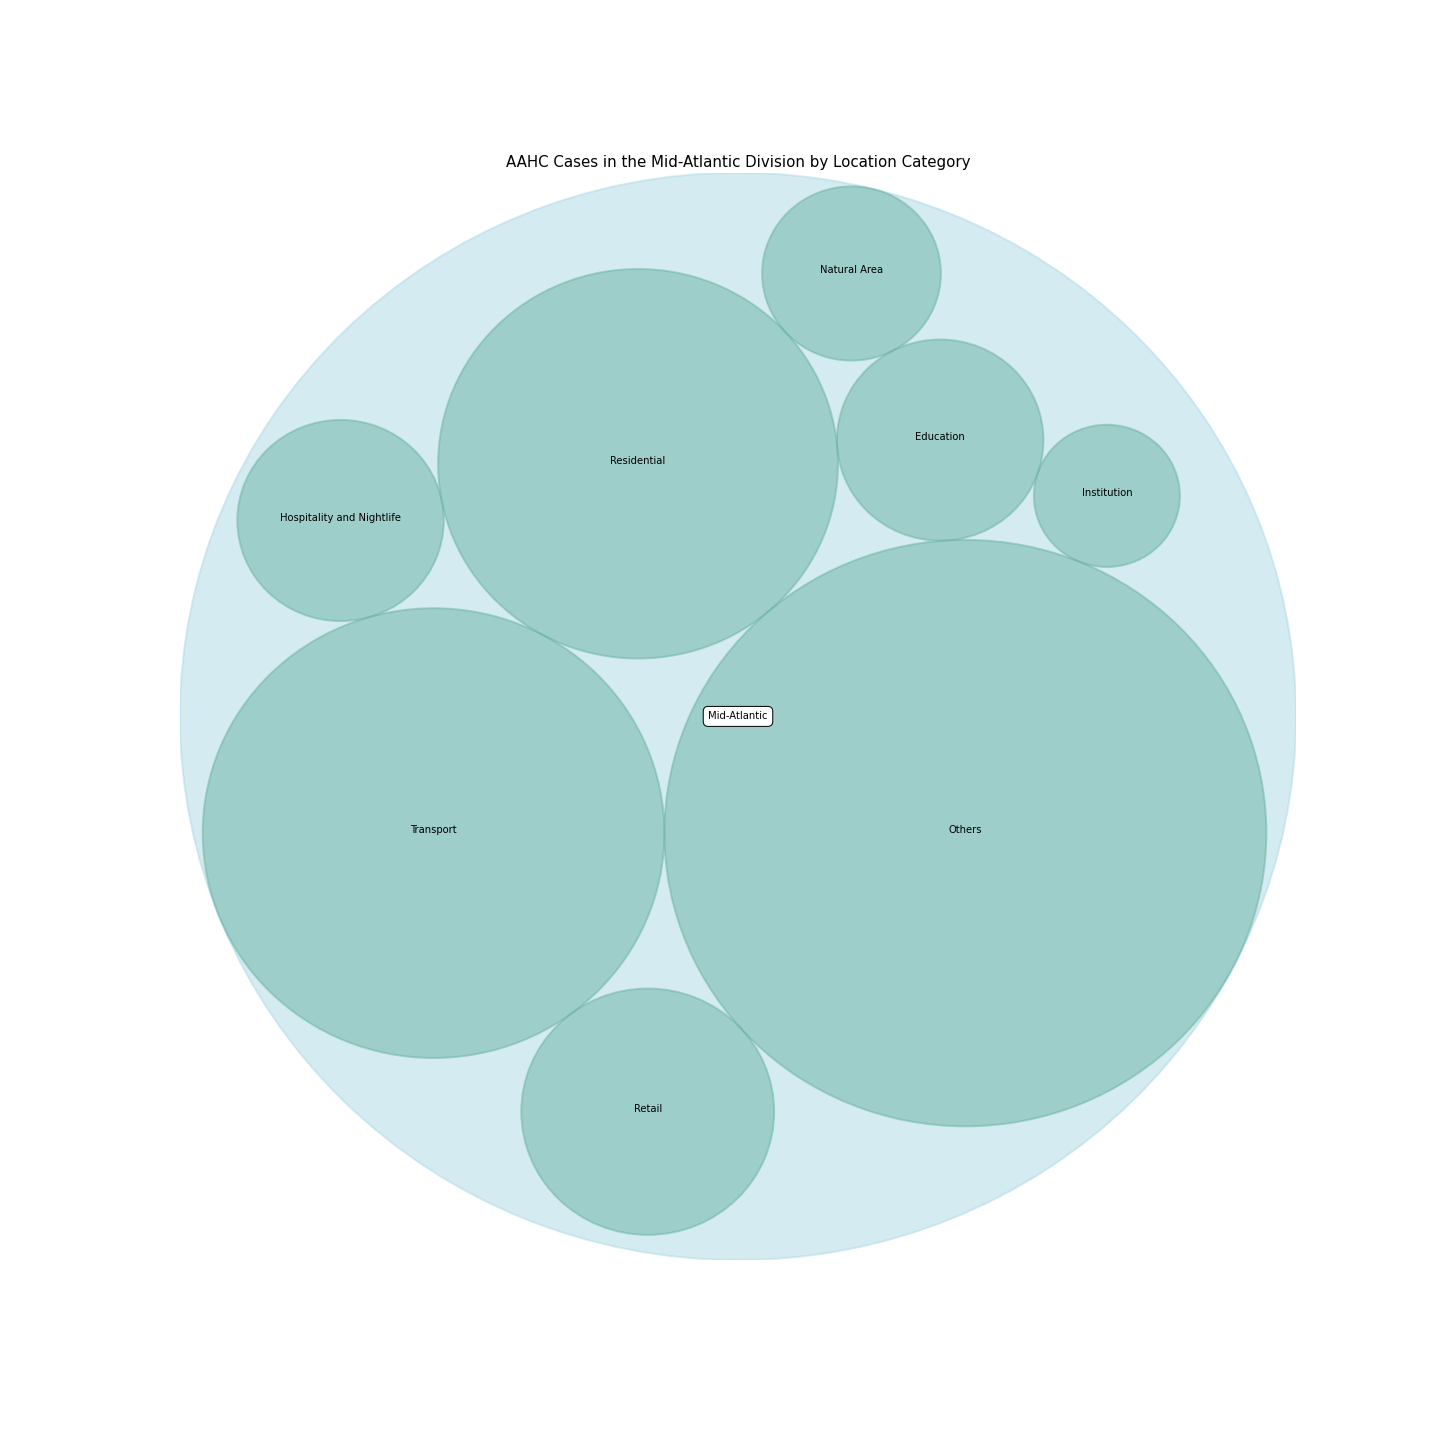 AAHC Cases in the Mid-Atlantic Division by Location Category
Natural Area
Education
Residential
Institution
Hospitality and Nightlife
Mid-Atlantic
Transport
Others
Retail